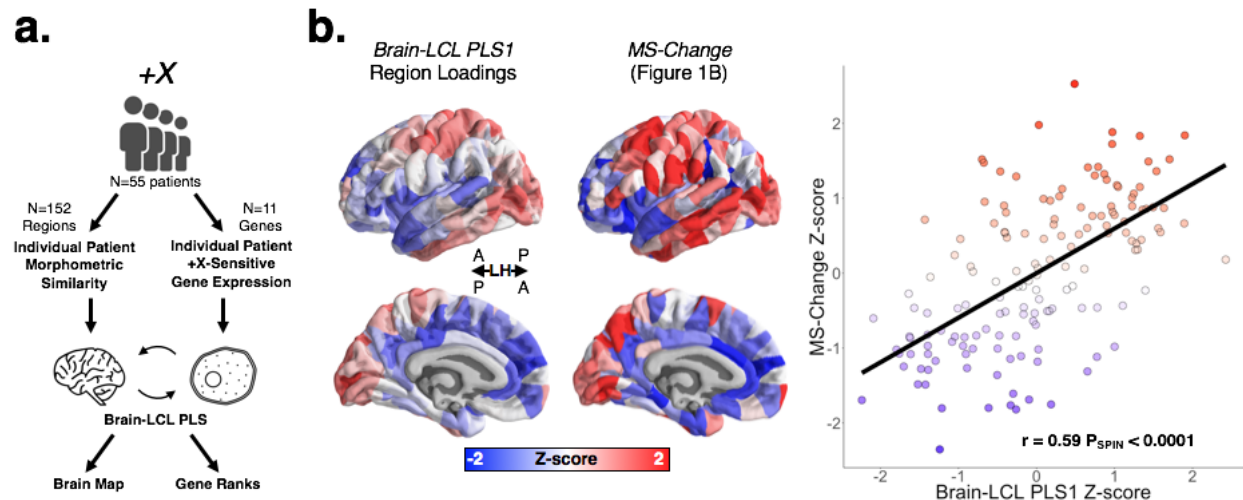 a.
+X
N=55 patients
N=152
Regions
Individual Patient
Morphometric
Similarity
N=11
Genes
Individual Patient
+X-Sensitive
Gene Expression
Brain-LCL PLS
Brain Map
Gene Ranks
b.
Brain-LCL PLS1
Region Loadings
MS-Change
(Figure 1B)
A P
LH
P A
-2 Z-score 2
MS-Change Z-score
2
1
0
-1
-2
r = 0.59 PSPIN < 0.0001
-2 -1 0 1 2
Brain-LCL PLS1 Z-score